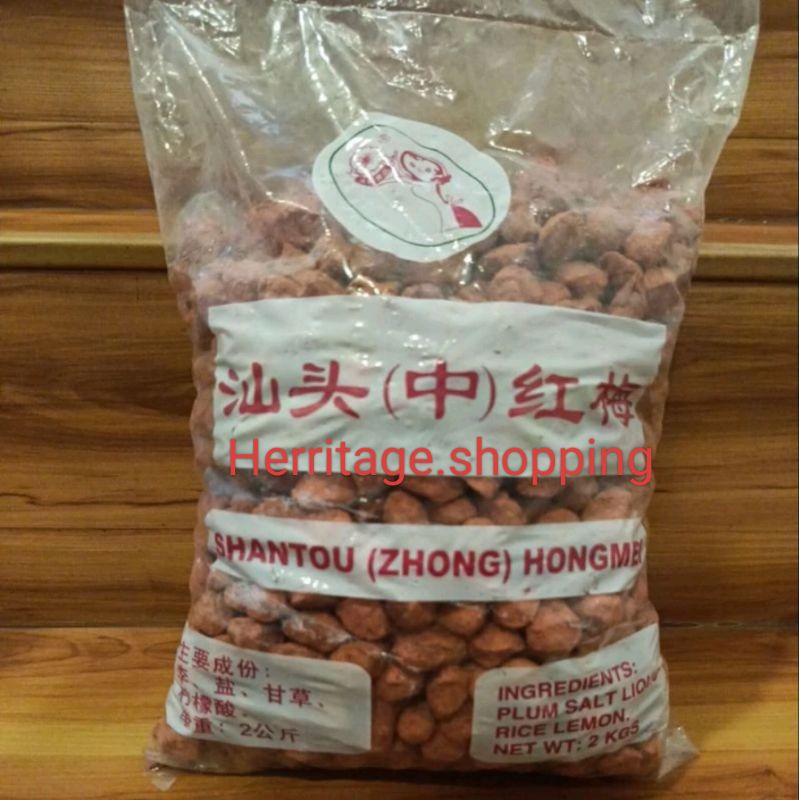 汕头(中)红梅
Herritage.shopping
SHANTOU (ZHONG) HONGMEI
主要成份:
李 盐、甘草、
柠檬酸。
净重: 2公斤
INGREDIENTS:
PLUM SALT
RICE LEMON.
NET WT: 2 KGS